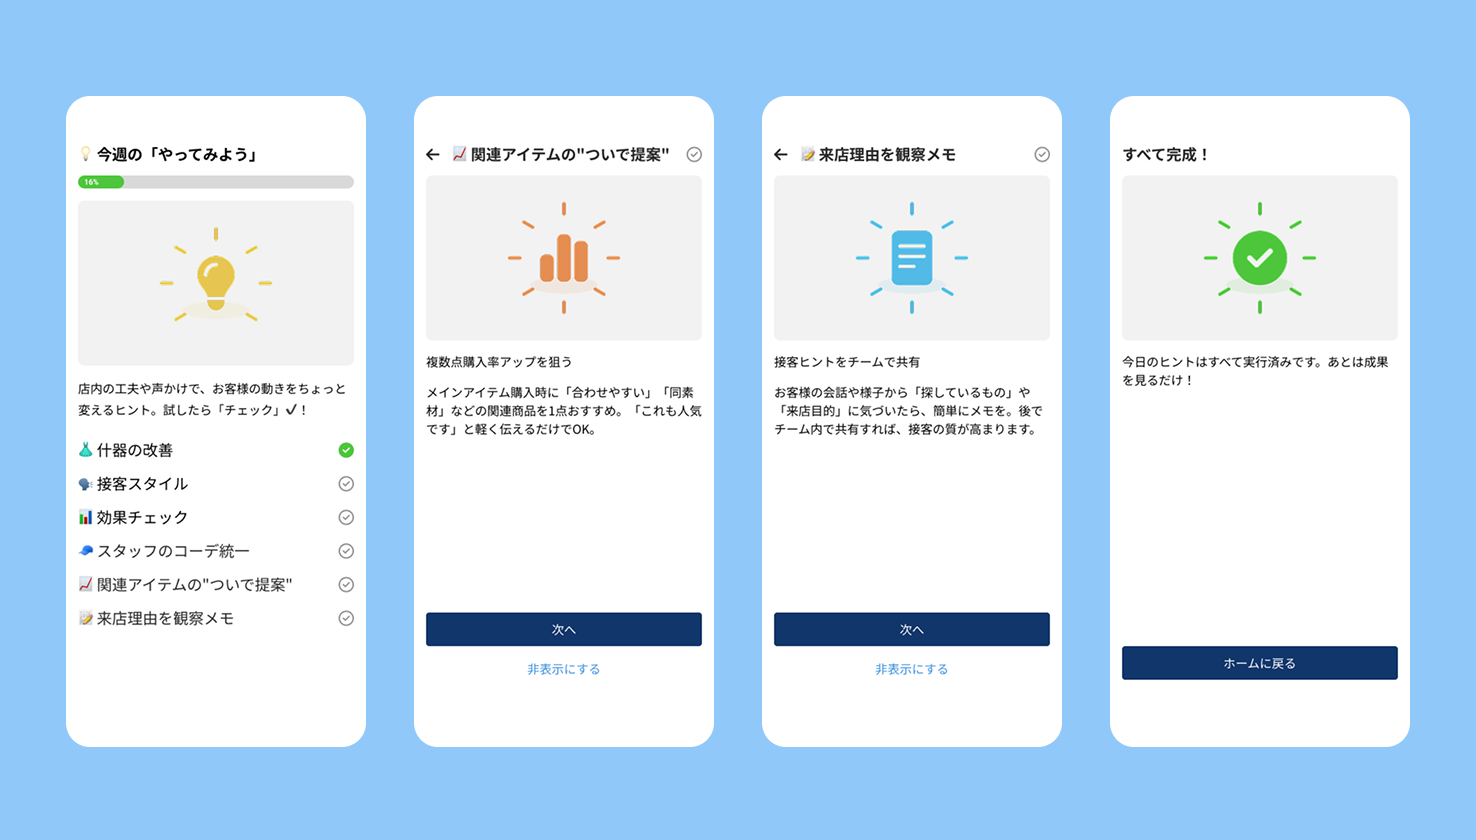 💡 今週の「やってみよう」
16%
店内の工夫や声かけで、お客様の動きをちょっと
変えるヒント。試したら「チェック」✔！
👗 什器の改善
🗣 接客スタイル
📊 効果チェック
🧢 スタッフのコーデ統一
📈 関連アイテムの"ついで提案"
📝 来店理由を観察メモ
← 📈 関連アイテムの"ついで提案"
複数点購入率アップを狙う
メインアイテム購入時に「合わせやすい」「同素
材」などの関連商品を1点おすすめ。「これも人気
です」と軽く伝えるだけでOK。
次へ
非表示にする
← 📝 来店理由を観察メモ
接客ヒントをチームで共有
お客様の会話や様子から「探しているもの」や
「来店目的」に気づいたら、簡単にメモを。後で
チーム内で共有すれば、接客の質が高まります。
次へ
非表示にする
すべて完成！
今日のヒントはすべて実行済みです。あとは成果
を見るだけ！
ホームに戻る